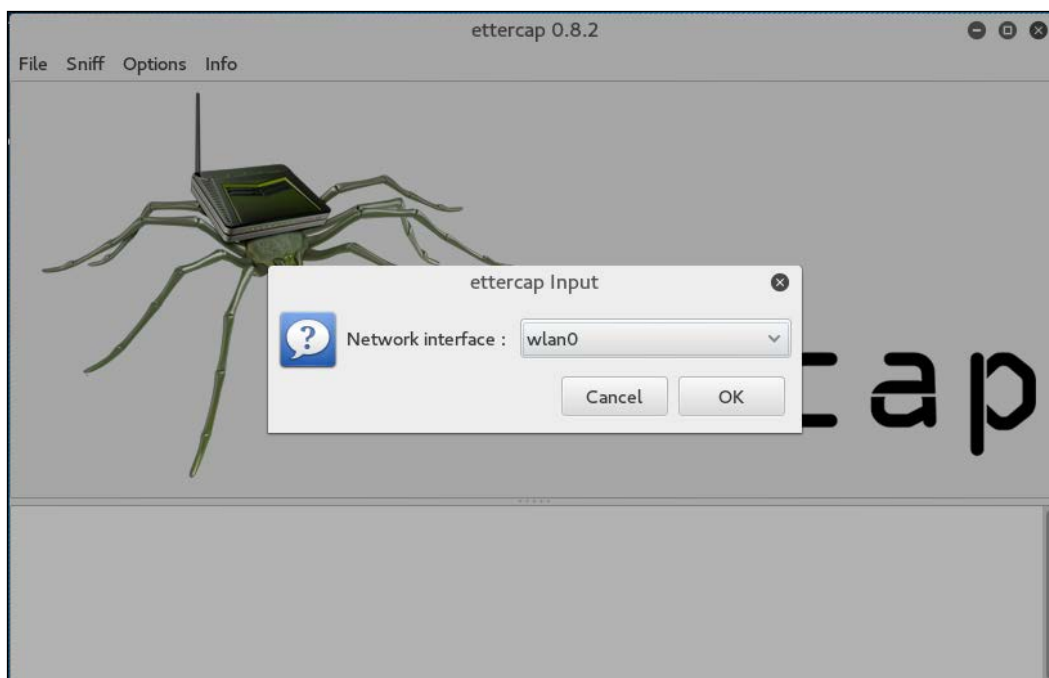 ettercap 0.8.2
File Sniff Options Info
ettercap Input
Network interface : wlan0
Cancel OK
cap